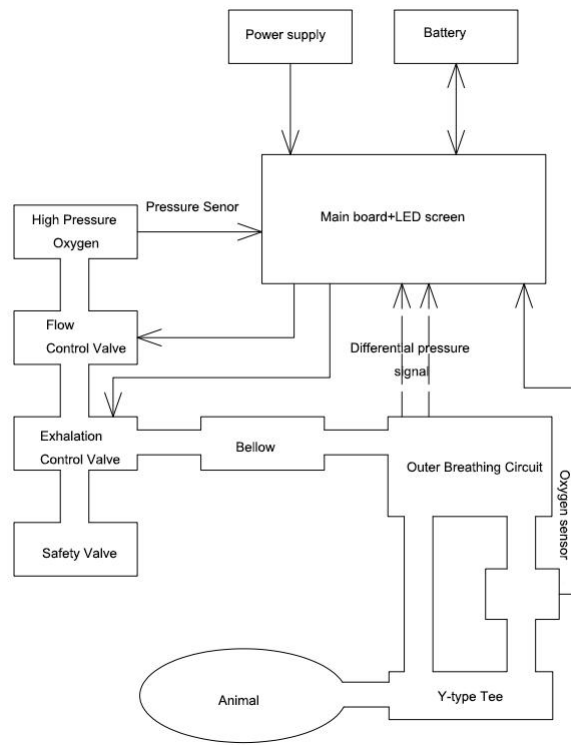 Power supply
Battery
Pressure Senor
Main board+LED screen
High Pressure
Oxygen
Flow
Control Valve
Differential pressure
signal
Exhalation
Control Valve
Bellow
Outer Breathing Circuit
Oxygen sensor
Safety Valve
Animal
Y-type Tee